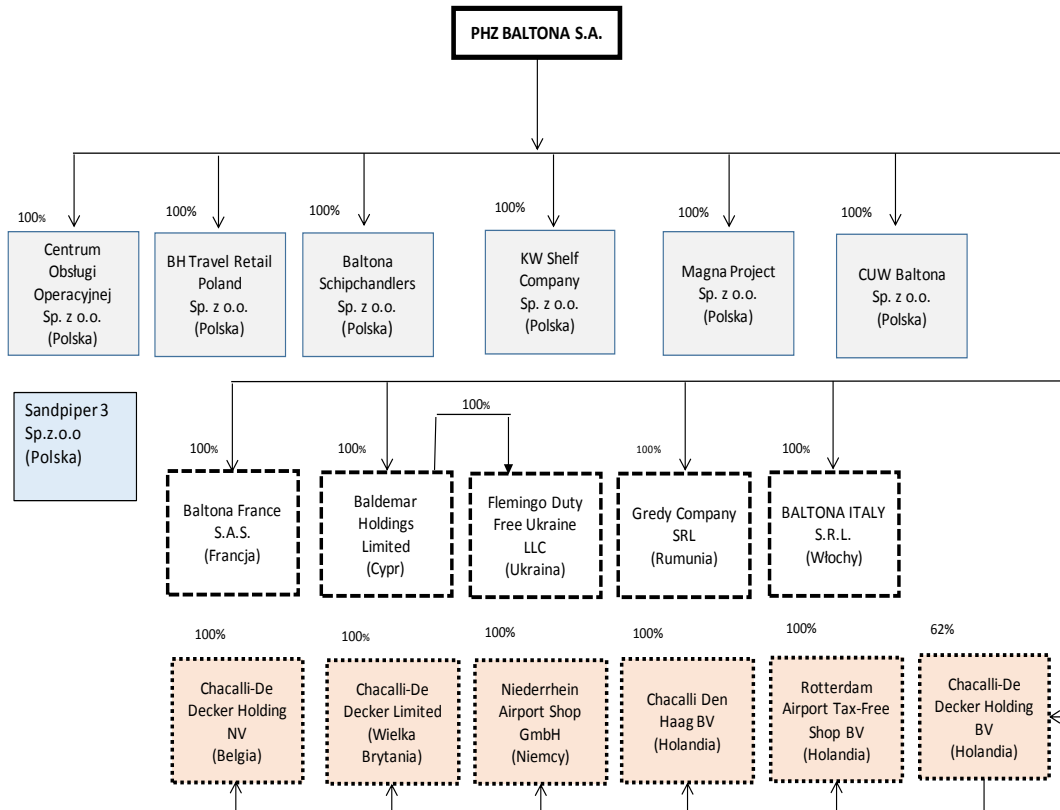 PHZ BALTONA S.A.
100%
100%
100%
100%
100%
100%
Centrum
Obsługi
Operacyjnej
Sp. z o.o.
(Polska)
BH Travel Retail
Poland
Sp. z o.o.
(Polska)
Baltona
Schipchandlers
Sp. z o.o.
(Polska)
KW Shelf
Company
Sp. z o.o.
(Polska)
Magna Project
Sp. z o.o.
(Polska)
CUW Baltona
Sp. z o.o.
(Polska)
Sandpiper 3
Sp.z.o.o
(Polska)
100%
100%
100%
100%
100%
Baltona France
S.A.S.
(Francja)
Baldemar
Holdings
Limited
(Cypr)
Flemingo Duty
Free Ukraine
LLC
(Ukraina)
Gredy Company
SRL
(Rumunia)
BALTONA ITALY
S.R.L.
(Włochy)
100%
100%
100%
100%
100%
62%
Chacalli-De
Decker Holding
NV
(Belgia)
Chacalli-De
Decker Limited
(Wielka
Brytania)
Niederrhein
Airport Shop
GmbH
(Niemcy)
Chacalli Den
Haag BV
(Holandia)
Rotterdam
Airport Tax-Free
Shop BV
(Holandia)
Chacalli-De
Decker Holding
BV
(Holandia)